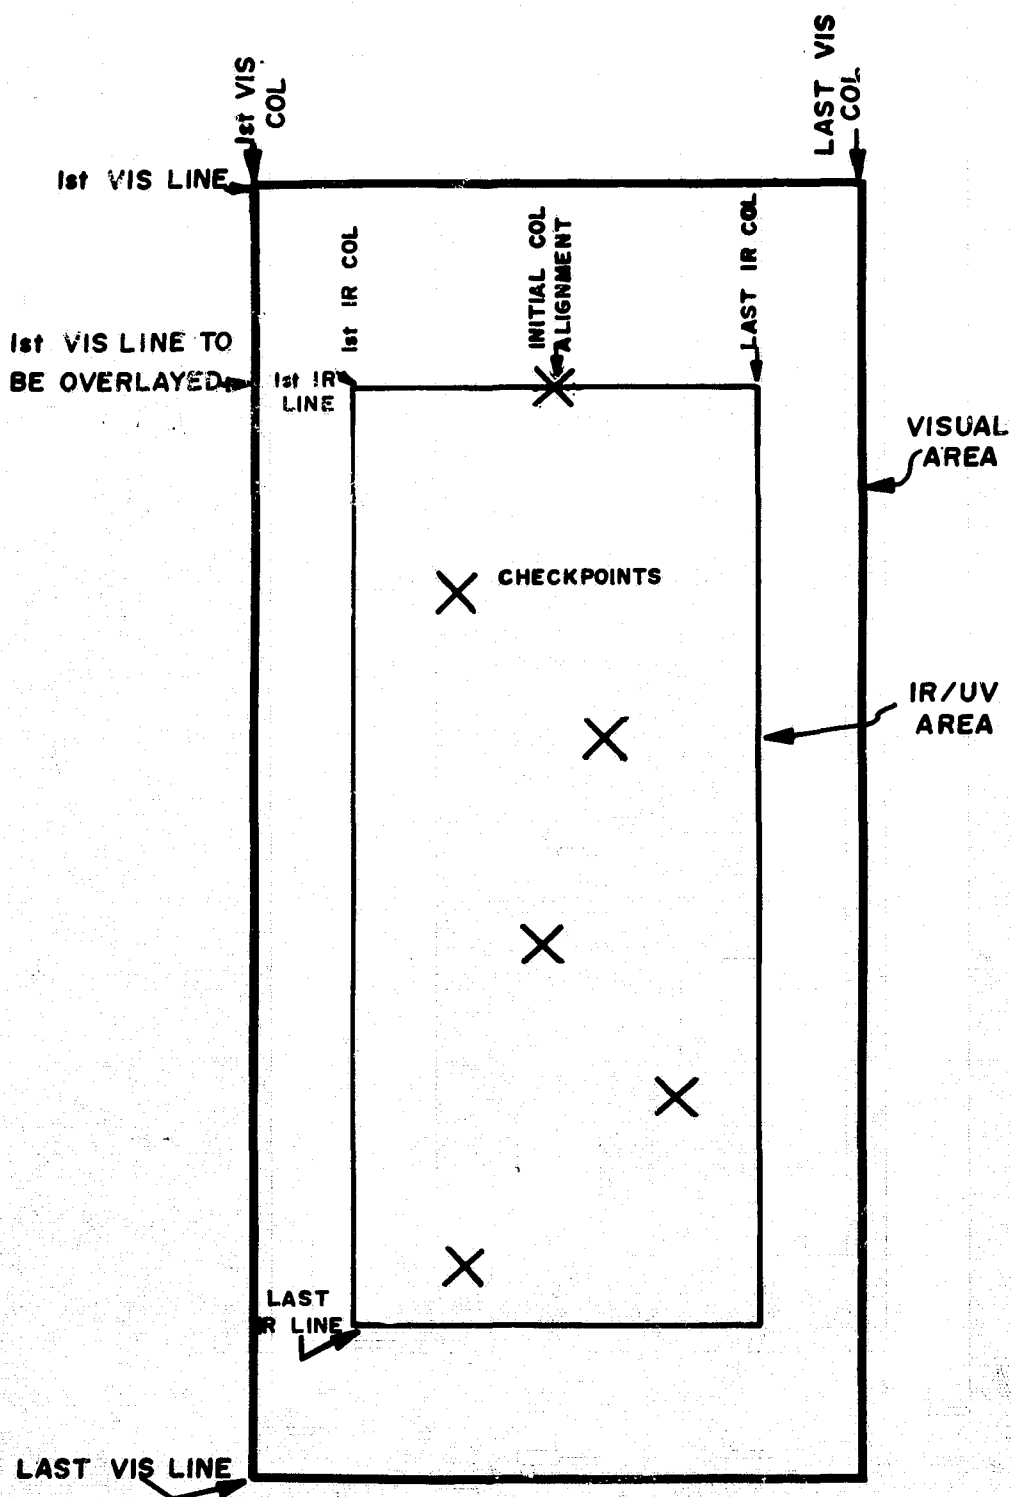 1st VIS
COL
LAST VIS
COL
1st VIS LINE
1st IR COL
INITIAL COL
ALIGNMENT
LAST IR COL
1st VIS LINE TO
BE OVERLAYED
1st IR
LINE
VISUAL
AREA
CHECKPOINTS
IR/UV
AREA
LAST
IR LINE
LAST VIS LINE